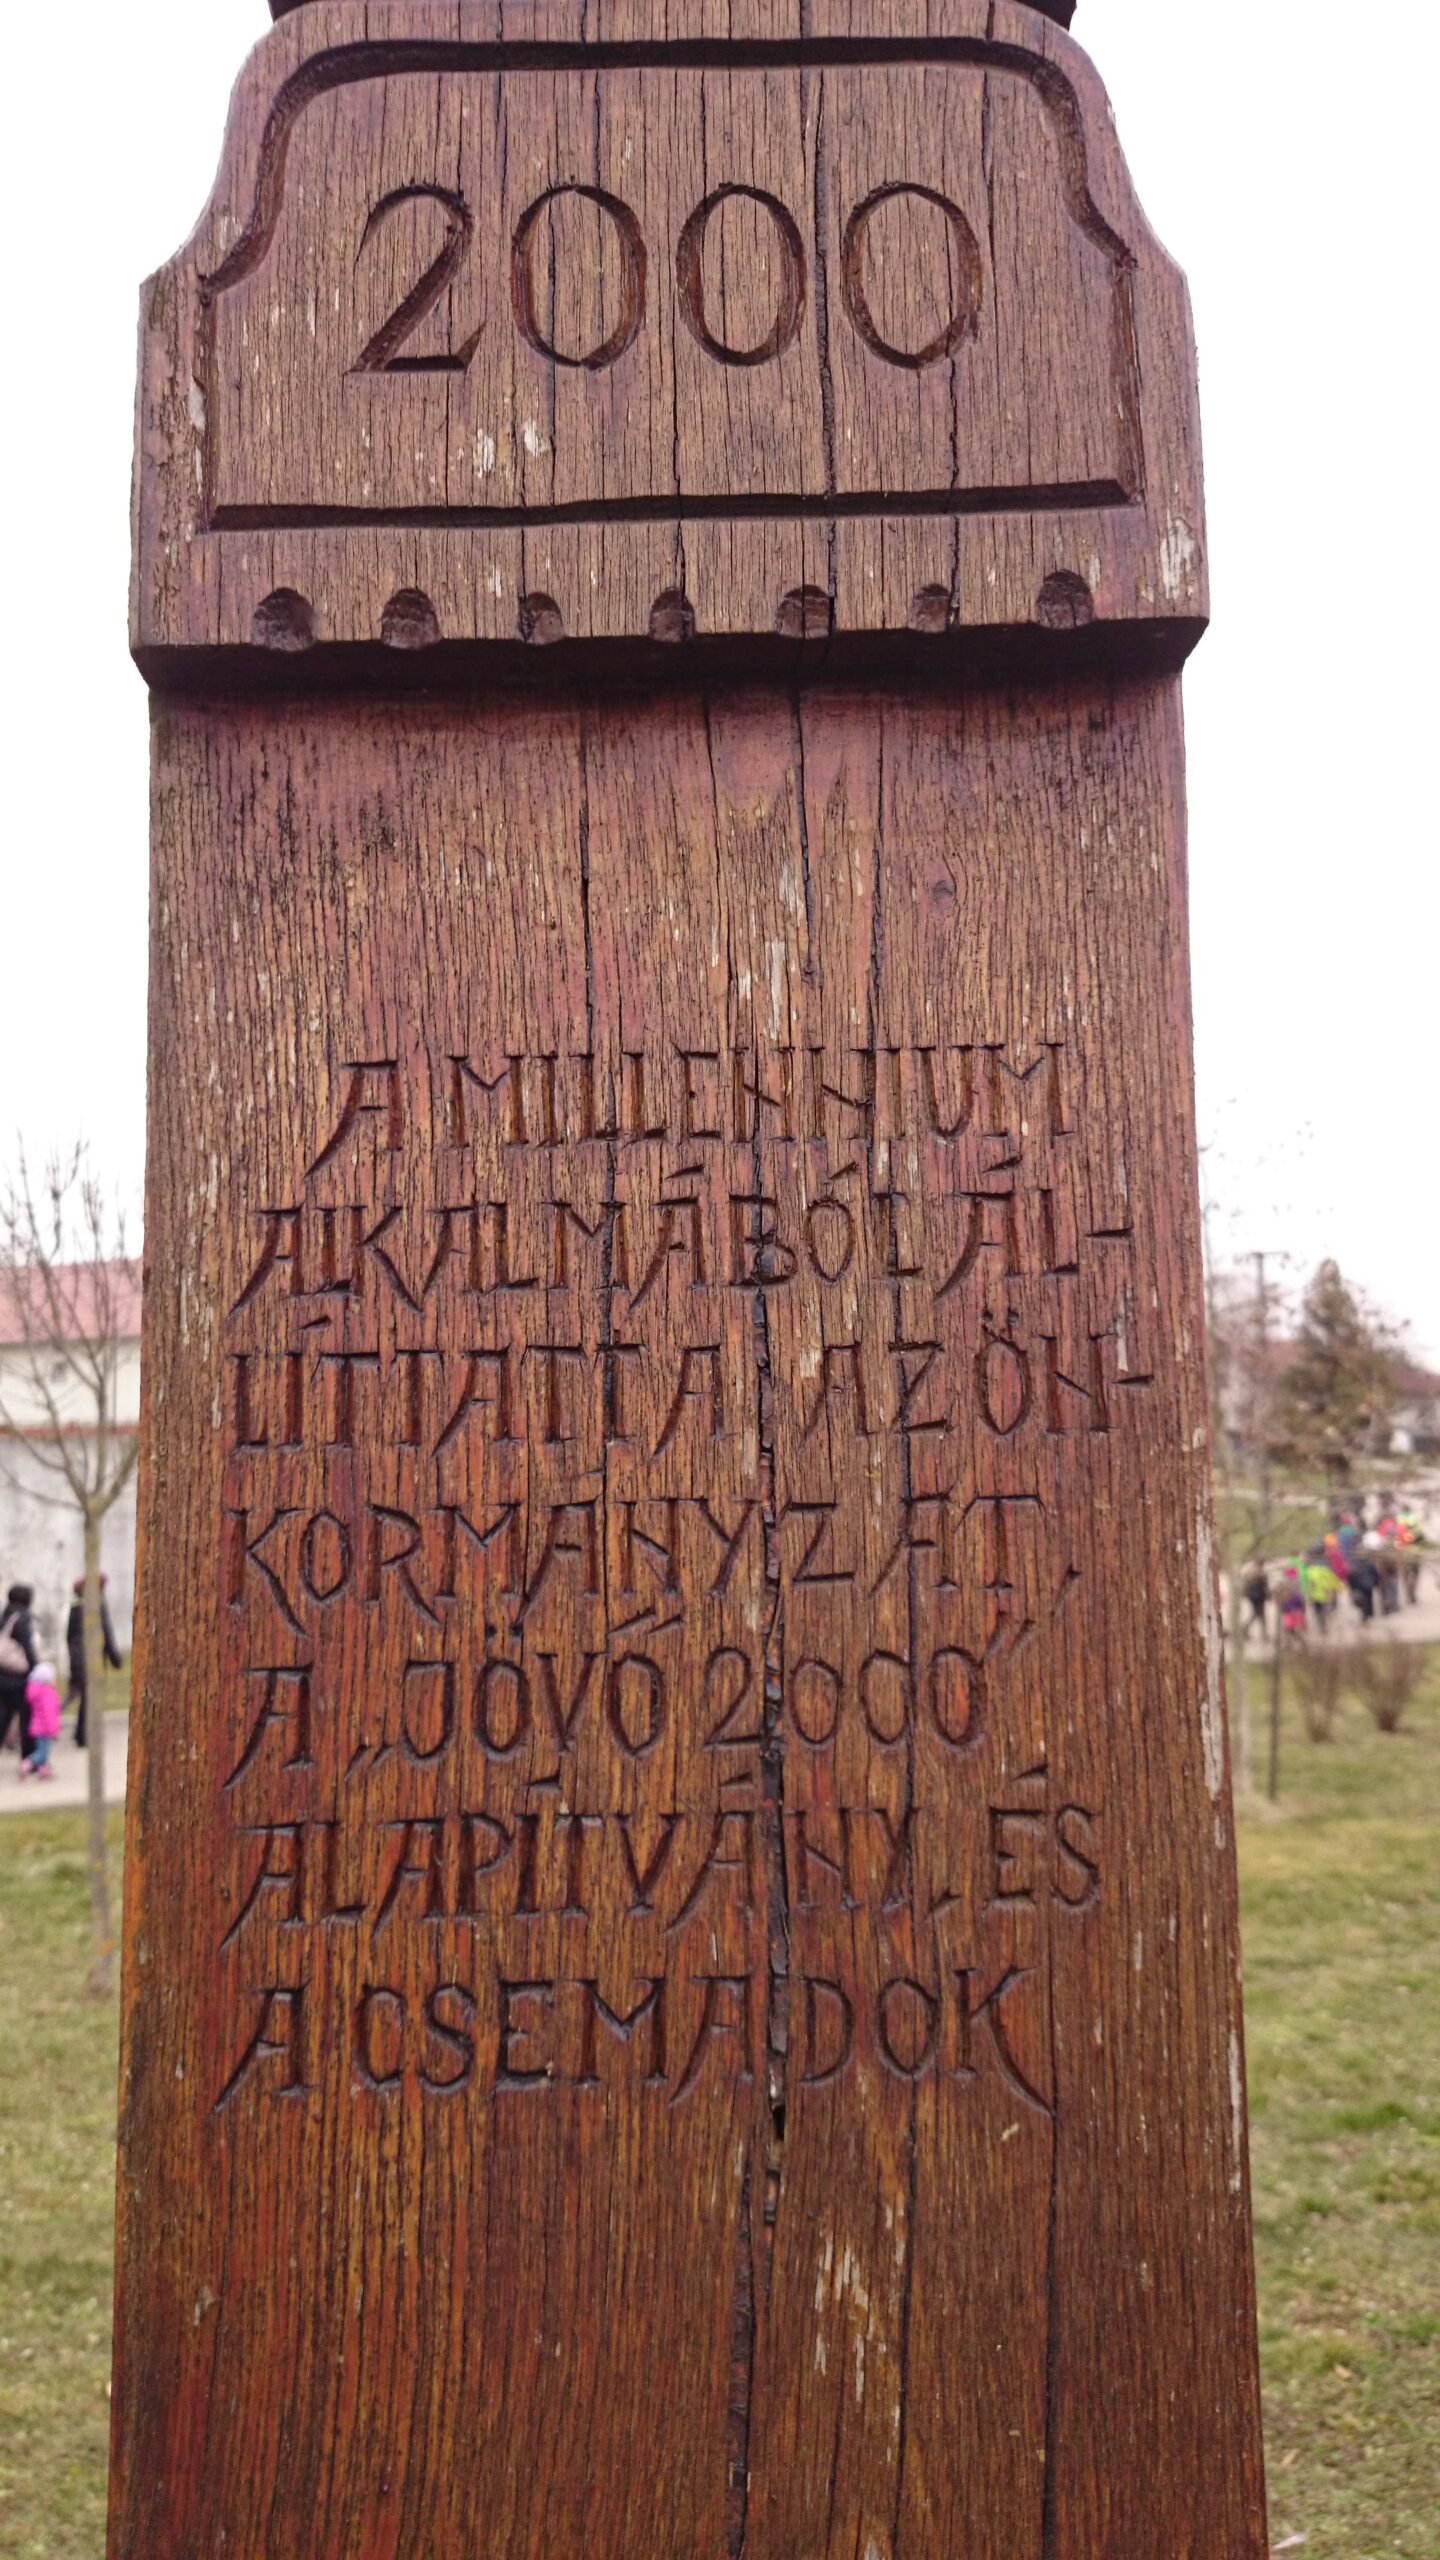 2000
A MILLENNIUM
ALKALMÁBÓL ÁL-
LÍTTATTA AZ ÖN-
KORMÁNYZAT,
A „JÖVŐ 2000”
ALAPÍTVÁNY, ÉS
A CSEMADOK